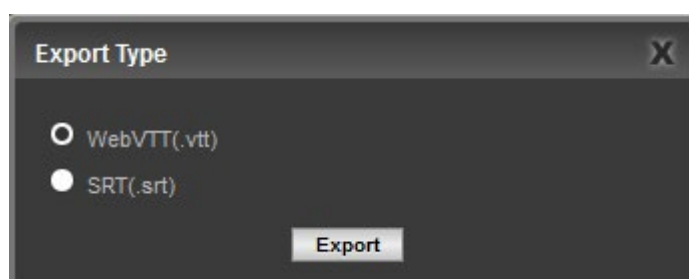 Export Type
X
WebVTT(.vtt)
SRT(.srt)
Export